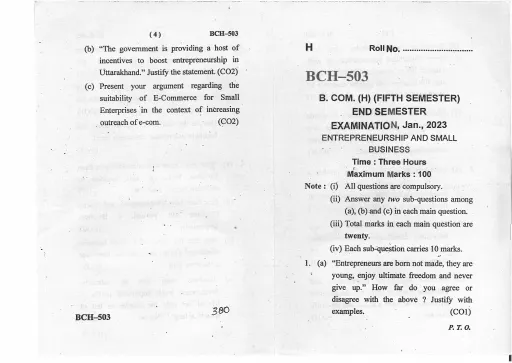 ( 4 ) BCH-503
(b) "The government is providing a host of
incentives to boost entrepreneurship in
Uttarakhand." Justify the statement. (CO2)
(c) Present your argument regarding the
suitability of E-Commerce for Small
Enterprises in the context of increasing
outreach of e-com. (CO2)
BCH-503 380
H Roll No. ................................
BCH-503
B. COM. (H) (FIFTH SEMESTER)
END SEMESTER
EXAMINATION, Jan., 2023
ENTREPRENEURSHIP AND SMALL
BUSINESS
Time : Three Hours
Maximum Marks : 100
Note : (i) All questions are compulsory.
(ii) Answer any two sub-questions among
(a), (b) and (c) in each main question.
(iii) Total marks in each main question are
twenty.
(iv) Each sub-question carries 10 marks.
1. (a) "Entrepreneurs are born not made, they are
young, enjoy ultimate freedom and never
give up." How far do you agree or
disagree with the above ? Justify with
examples. (CO1)
P. T. O.